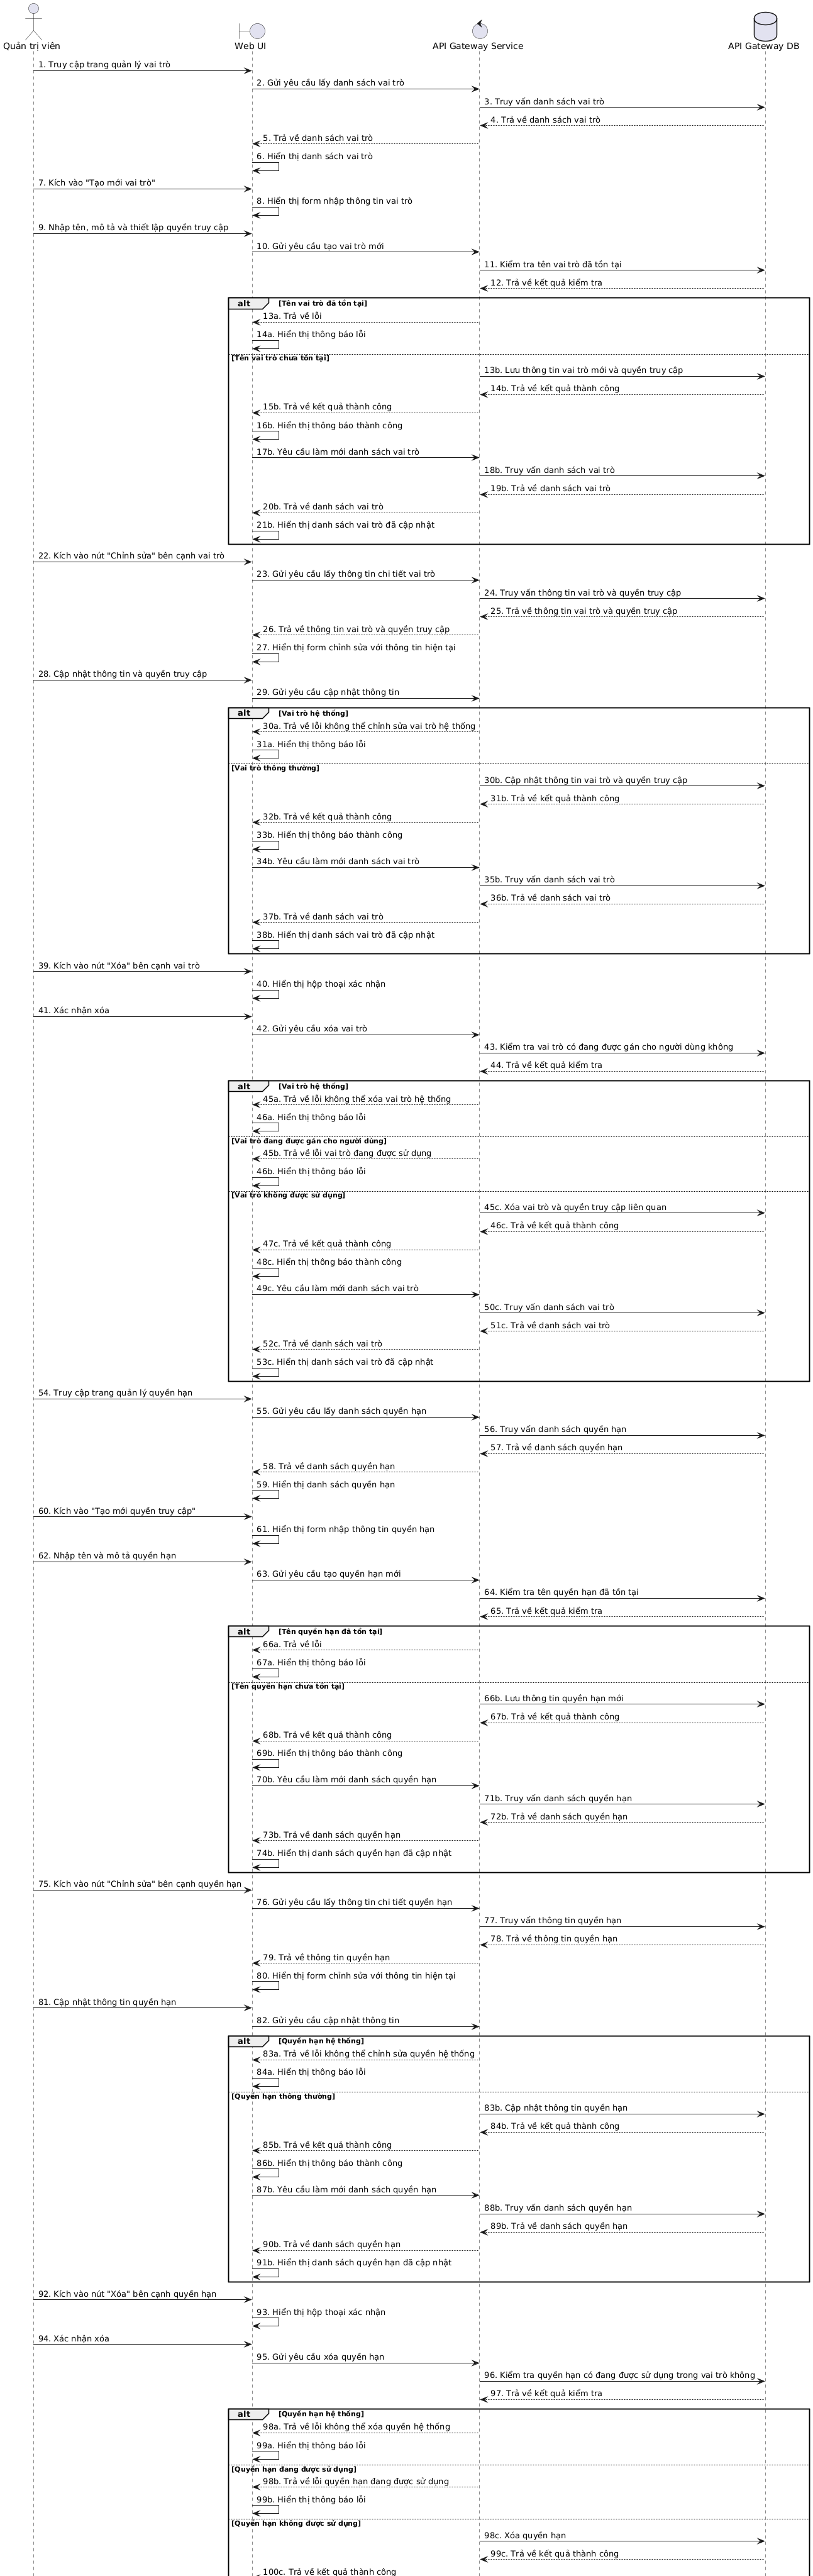 Quản trị viên
Web UI
API Gateway Service
API Gateway DB
1. Truy cập trang quản lý vai trò
2. Gửi yêu cầu lấy danh sách vai trò
3. Truy vấn danh sách vai trò
4. Trả về danh sách vai trò
5. Trả về danh sách vai trò
6. Hiển thị danh sách vai trò
7. Kích vào "Tạo mới vai trò"
8. Hiển thị form nhập thông tin vai trò
9. Nhập tên, mô tả và thiết lập quyền truy cập
10. Gửi yêu cầu tạo vai trò mới
11. Kiểm tra tên vai trò đã tồn tại
12. Trả về kết quả kiểm tra
alt [Tên vai trò đã tồn tại]
13a. Trả về lỗi
14a. Hiển thị thông báo lỗi
[Tên vai trò chưa tồn tại]
13b. Lưu thông tin vai trò mới và quyền truy cập
14b. Trả về kết quả thành công
15b. Trả về kết quả thành công
16b. Hiển thị thông báo thành công
17b. Yêu cầu làm mới danh sách vai trò
18b. Truy vấn danh sách vai trò
19b. Trả về danh sách vai trò
20b. Trả về danh sách vai trò
21b. Hiển thị danh sách vai trò đã cập nhật
22. Kích vào nút "Chỉnh sửa" bên cạnh vai trò
23. Gửi yêu cầu lấy thông tin chi tiết vai trò
24. Truy vấn thông tin vai trò và quyền truy cập
25. Trả về thông tin vai trò và quyền truy cập
26. Trả về thông tin vai trò và quyền truy cập
27. Hiển thị form chỉnh sửa với thông tin hiện tại
28. Cập nhật thông tin và quyền truy cập
29. Gửi yêu cầu cập nhật thông tin
alt [Vai trò hệ thống]
30a. Trả về lỗi không thể chỉnh sửa vai trò hệ thống
31a. Hiển thị thông báo lỗi
[Vai trò thông thường]
30b. Cập nhật thông tin vai trò và quyền truy cập
31b. Trả về kết quả thành công
32b. Trả về kết quả thành công
33b. Hiển thị thông báo thành công
34b. Yêu cầu làm mới danh sách vai trò
35b. Truy vấn danh sách vai trò
36b. Trả về danh sách vai trò
37b. Trả về danh sách vai trò
38b. Hiển thị danh sách vai trò đã cập nhật
39. Kích vào nút "Xóa" bên cạnh vai trò
40. Hiển thị hộp thoại xác nhận
41. Xác nhận xóa
42. Gửi yêu cầu xóa vai trò
43. Kiểm tra vai trò có đang được gán cho người dùng không
44. Trả về kết quả kiểm tra
alt [Vai trò hệ thống]
45a. Trả về lỗi không thể xóa vai trò hệ thống
46a. Hiển thị thông báo lỗi
[Vai trò đang được gán cho người dùng]
45b. Trả về lỗi vai trò đang được sử dụng
46b. Hiển thị thông báo lỗi
[Vai trò không được sử dụng]
45c. Xóa vai trò và quyền truy cập liên quan
46c. Trả về kết quả thành công
47c. Trả về kết quả thành công
48c. Hiển thị thông báo thành công
49c. Yêu cầu làm mới danh sách vai trò
50c. Truy vấn danh sách vai trò
51c. Trả về danh sách vai trò
52c. Trả về danh sách vai trò
53c. Hiển thị danh sách vai trò đã cập nhật
54. Truy cập trang quản lý quyền hạn
55. Gửi yêu cầu lấy danh sách quyền hạn
56. Truy vấn danh sách quyền hạn
57. Trả về danh sách quyền hạn
58. Trả về danh sách quyền hạn
59. Hiển thị danh sách quyền hạn
60. Kích vào "Tạo mới quyền truy cập"
61. Hiển thị form nhập thông tin quyền hạn
62. Nhập tên và mô tả quyền hạn
63. Gửi yêu cầu tạo quyền hạn mới
64. Kiểm tra tên quyền hạn đã tồn tại
65. Trả về kết quả kiểm tra
alt [Tên quyền hạn đã tồn tại]
66a. Trả về lỗi
67a. Hiển thị thông báo lỗi
[Tên quyền hạn chưa tồn tại]
66b. Lưu thông tin quyền hạn mới
67b. Trả về kết quả thành công
68b. Trả về kết quả thành công
69b. Hiển thị thông báo thành công
70b. Yêu cầu làm mới danh sách quyền hạn
71b. Truy vấn danh sách quyền hạn
72b. Trả về danh sách quyền hạn
73b. Trả về danh sách quyền hạn
74b. Hiển thị danh sách quyền hạn đã cập nhật
75. Kích vào nút "Chỉnh sửa" bên cạnh quyền hạn
76. Gửi yêu cầu lấy thông tin chi tiết quyền hạn
77. Truy vấn thông tin quyền hạn
78. Trả về thông tin quyền hạn
79. Trả về thông tin quyền hạn
80. Hiển thị form chỉnh sửa với thông tin hiện tại
81. Cập nhật thông tin quyền hạn
82. Gửi yêu cầu cập nhật thông tin
alt [Quyền hạn hệ thống]
83a. Trả về lỗi không thể chỉnh sửa quyền hệ thống
84a. Hiển thị thông báo lỗi
[Quyền hạn thông thường]
83b. Cập nhật thông tin quyền hạn
84b. Trả về kết quả thành công
85b. Trả về kết quả thành công
86b. Hiển thị thông báo thành công
87b. Yêu cầu làm mới danh sách quyền hạn
88b. Truy vấn danh sách quyền hạn
89b. Trả về danh sách quyền hạn
90b. Trả về danh sách quyền hạn
91b. Hiển thị danh sách quyền hạn đã cập nhật
92. Kích vào nút "Xóa" bên cạnh quyền hạn
93. Hiển thị hộp thoại xác nhận
94. Xác nhận xóa
95. Gửi yêu cầu xóa quyền hạn
96. Kiểm tra quyền hạn có đang được sử dụng trong vai trò không
97. Trả về kết quả kiểm tra
alt [Quyền hạn hệ thống]
98a. Trả về lỗi không thể xóa quyền hệ thống
99a. Hiển thị thông báo lỗi
[Quyền hạn đang được sử dụng]
98b. Trả về lỗi quyền hạn đang được sử dụng
99b. Hiển thị thông báo lỗi
[Quyền hạn không được sử dụng]
98c. Xóa quyền hạn
99c. Trả về kết quả thành công
100c. Trả về kết quả thành công